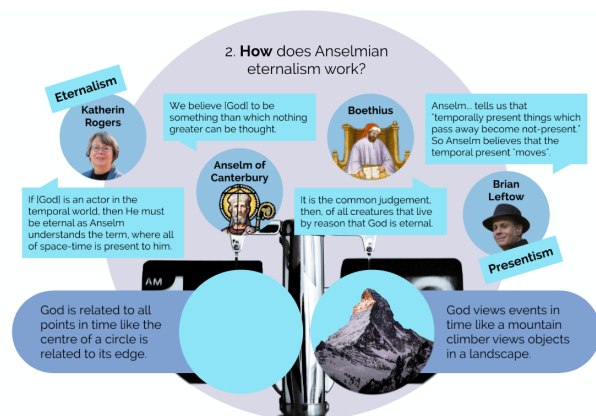 2. How does Anselmian
eternalism work?
Eternalism
Katherin
Rogers
We believe [God] to be
something than which nothing
greater can be thought.
Boethius
Anselm... tells us that
"temporally present things which
pass away become not-present."
So Anselm believes that the
temporal present "moves".
If [God] is an actor in the
temporal world, then He must
be eternal as Anselm
understands the term, where all
of space-time is present to him.
Anselm of
Canterbury
It is the common judgement,
then, of all creatures that live
by reason that God is eternal.
Brian
Leftow
Presentism
AM
God is related to all
points in time like the
centre of a circle is
related to its edge.
God views events in
time like a mountain
climber views objects
in a landscape.